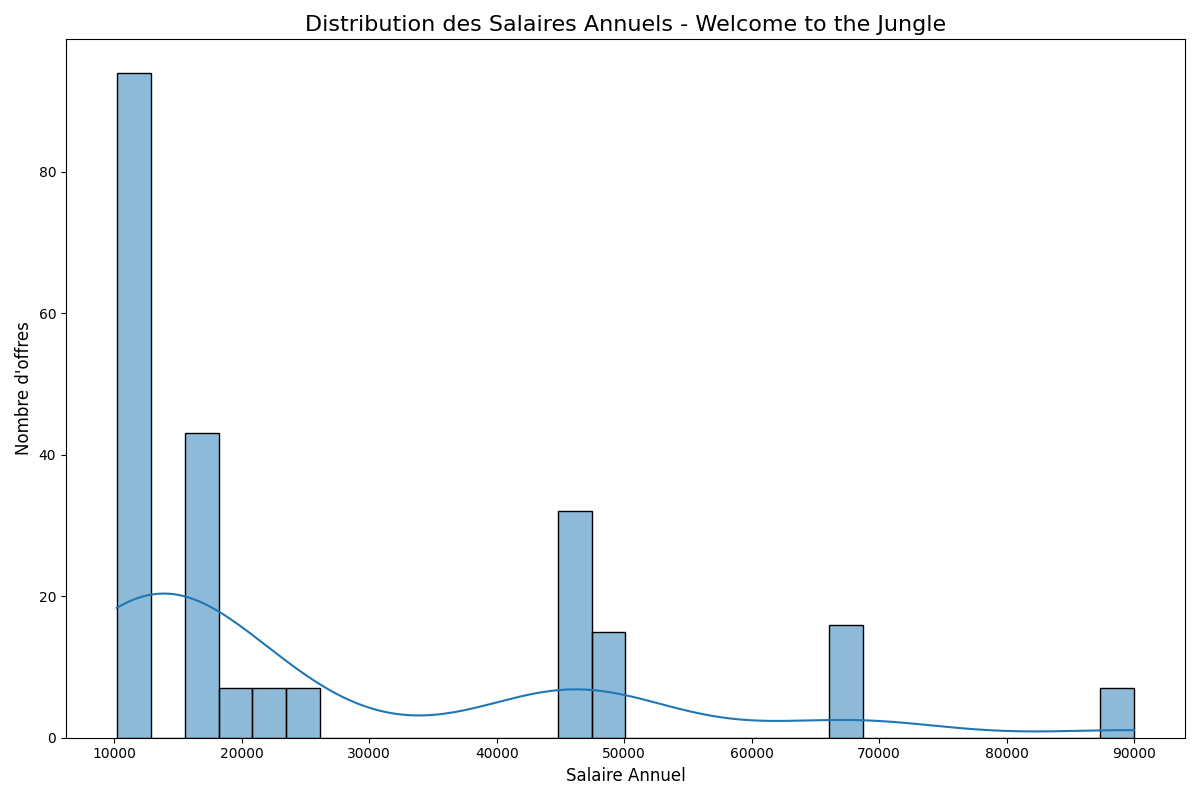 Distribution des Salaires Annuels - Welcome to the Jungle
Nombre d'offres
80
60
40
20
0
10000 20000 30000 40000 50000 60000 70000 80000 90000
Salaire Annuel